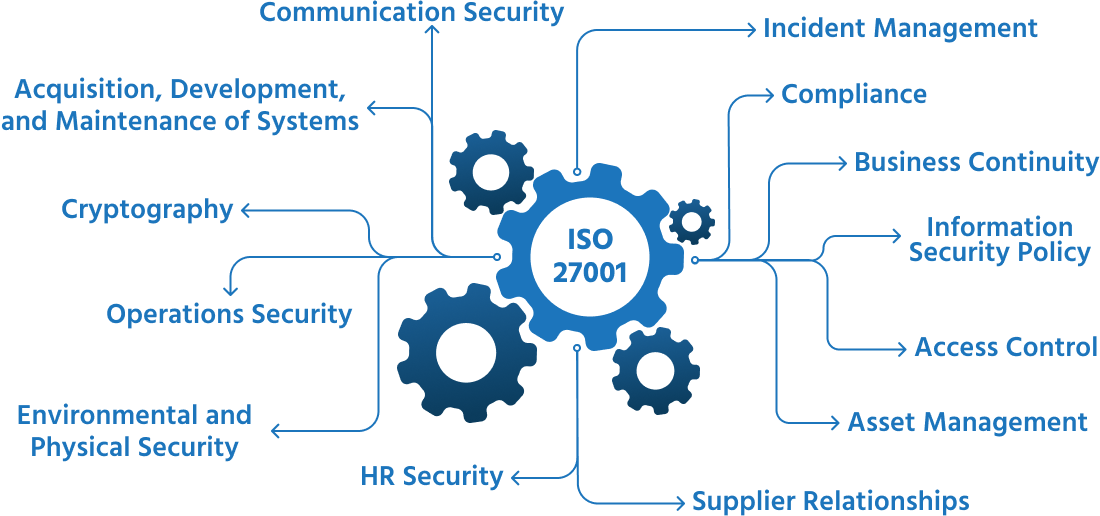 Communication Security
Incident Management
Acquisition, Development,
and Maintenance of Systems
Compliance
Business Continuity
Cryptography
Information
Security Policy
ISO
27001
Operations Security
Access Control
Environmental and
Physical Security
Asset Management
HR Security
Supplier Relationships